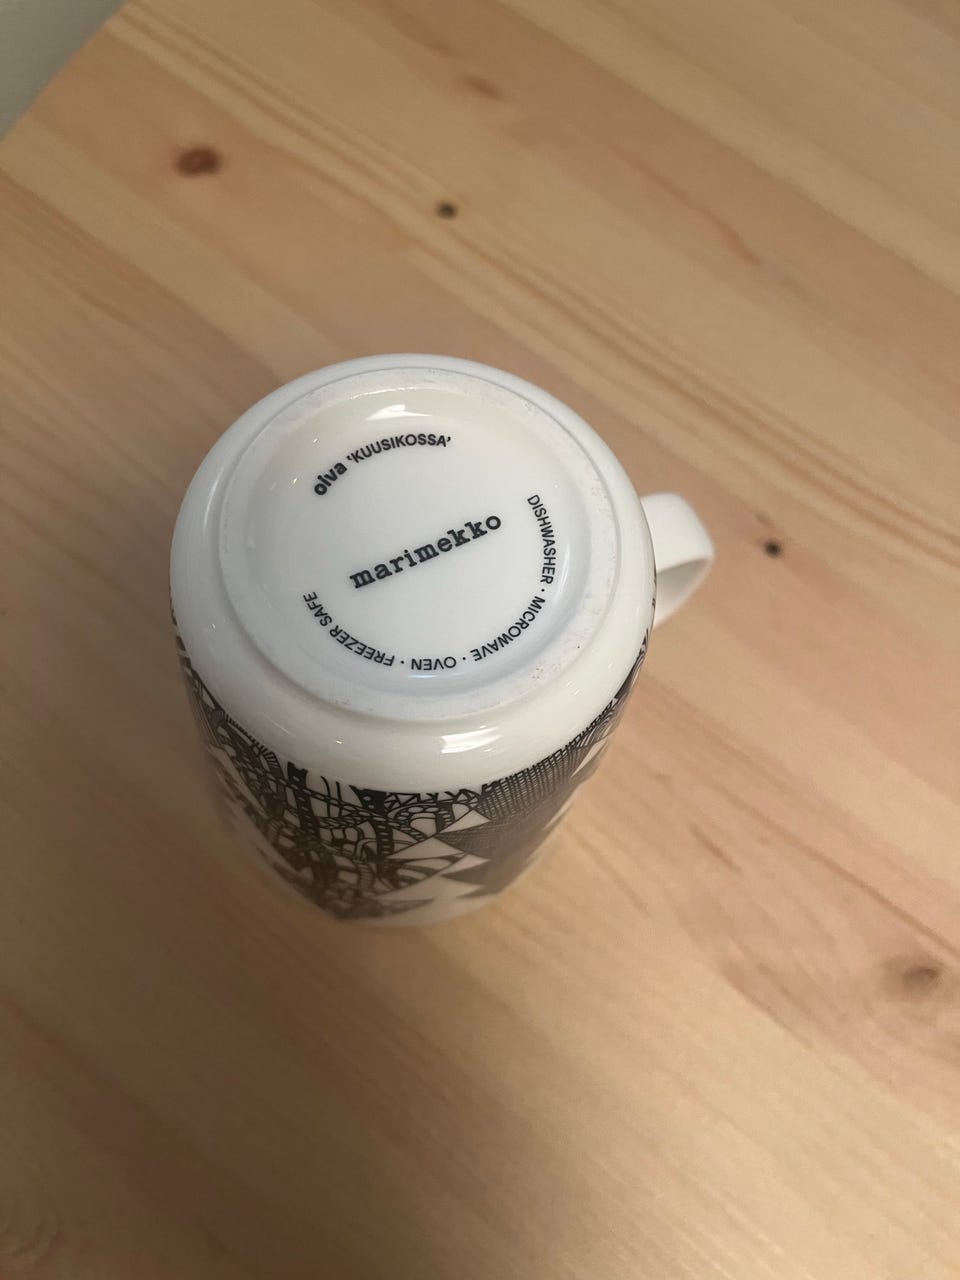 oiva 'KUUSIKOSSA'
marimekko
DISHWASHER · MICROWAVE · OVEN · FREEZER SAFE